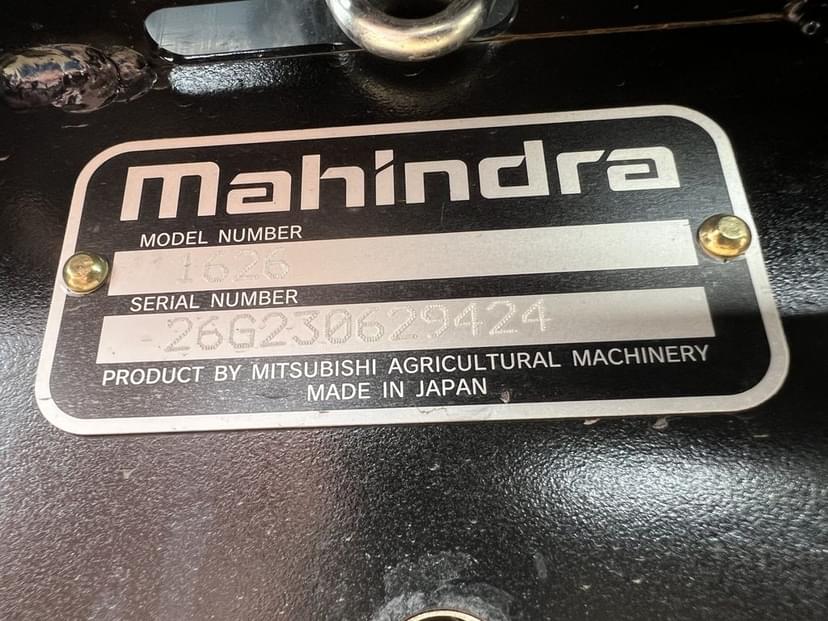 mahindra
MODEL NUMBER
1626
SERIAL NUMBER
26G230629424
PRODUCT BY MITSUBISHI AGRICULTURAL MACHINERY
MADE IN JAPAN